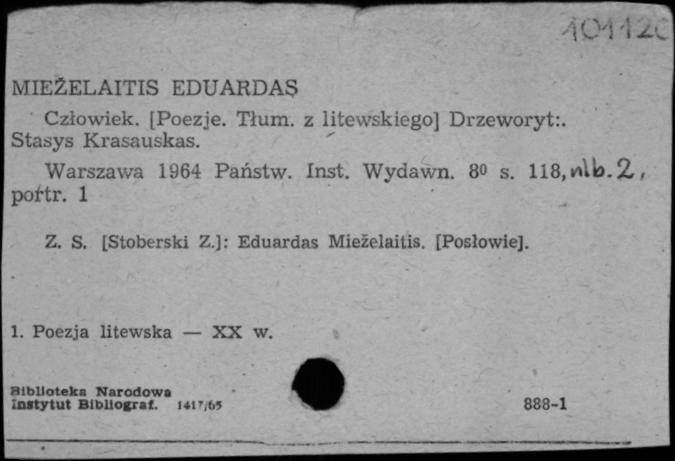 101120
MIEŽELAITIS EDUARDAS
Człowiek. [Poezje. Tłum. z litewskiego] Drzeworyt:.
Stasys Krasauskas.
Warszawa 1964 Państw. Inst. Wydawn. 8⁰ s. 118, nlb. 2,
portr. 1
Z. S. [Stoberski Z.]: Eduardas Mieželaitis. [Posłowie].
1. Poezja litewska — XX w.
Biblioteka Narodowa
Instytut Bibliograf. 1417/65
888-1